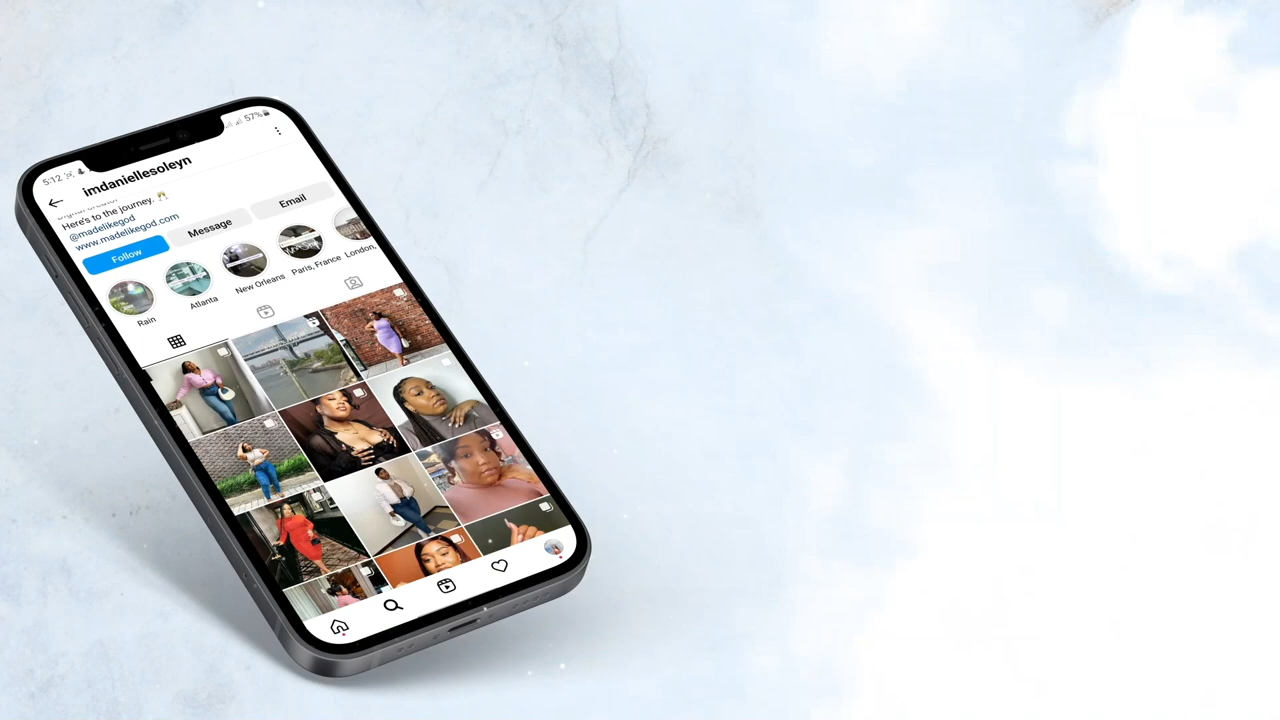 5:12
57%
imdaniellesoleyn
Here's to the journey.
@madelikegod
www.madelikegod.com
Follow
Message
Email
Rain
Atlanta
New Orleans
Paris, France
London,